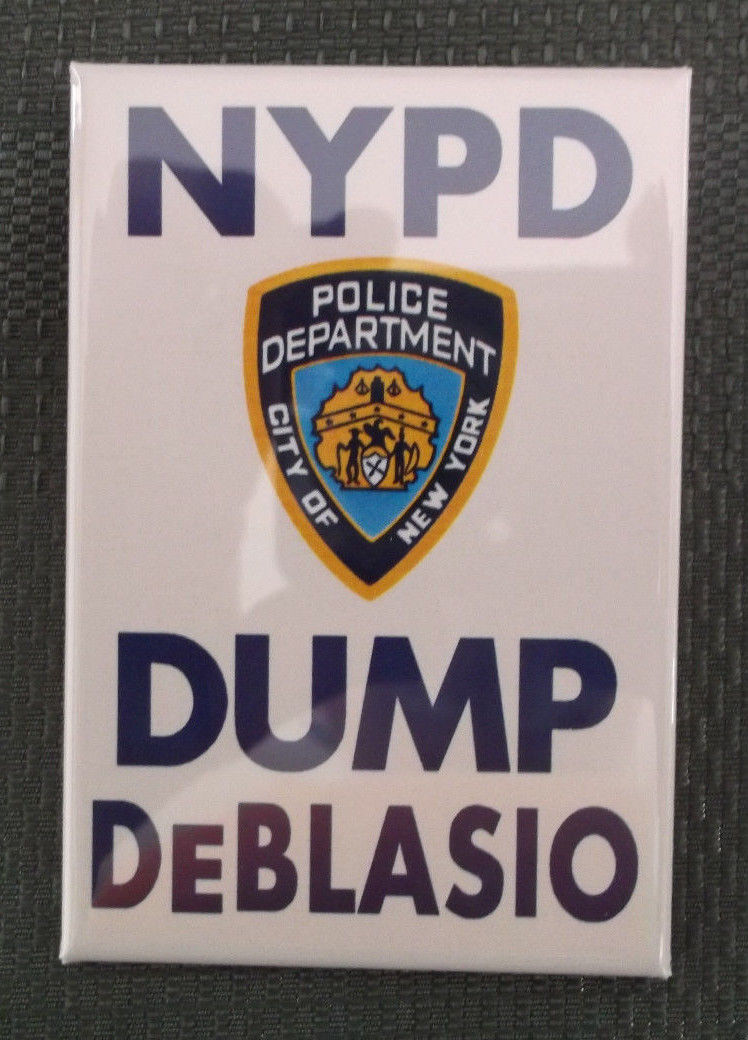 NYPD
POLICE
DEPARTMENT
CITY OF
NEW YORK
DUMP
DeBLASIO